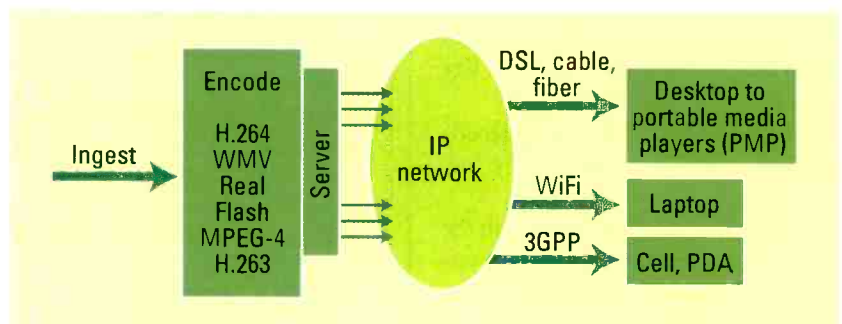 Ingest
Encode
H.264
WMV
Real
Flash
MPEG-4
H.263
Server
IP
network
DSL, cable,
fiber
Desktop to
portable media
players (PMP)
WiFi
Laptop
3GPP
Cell, PDA